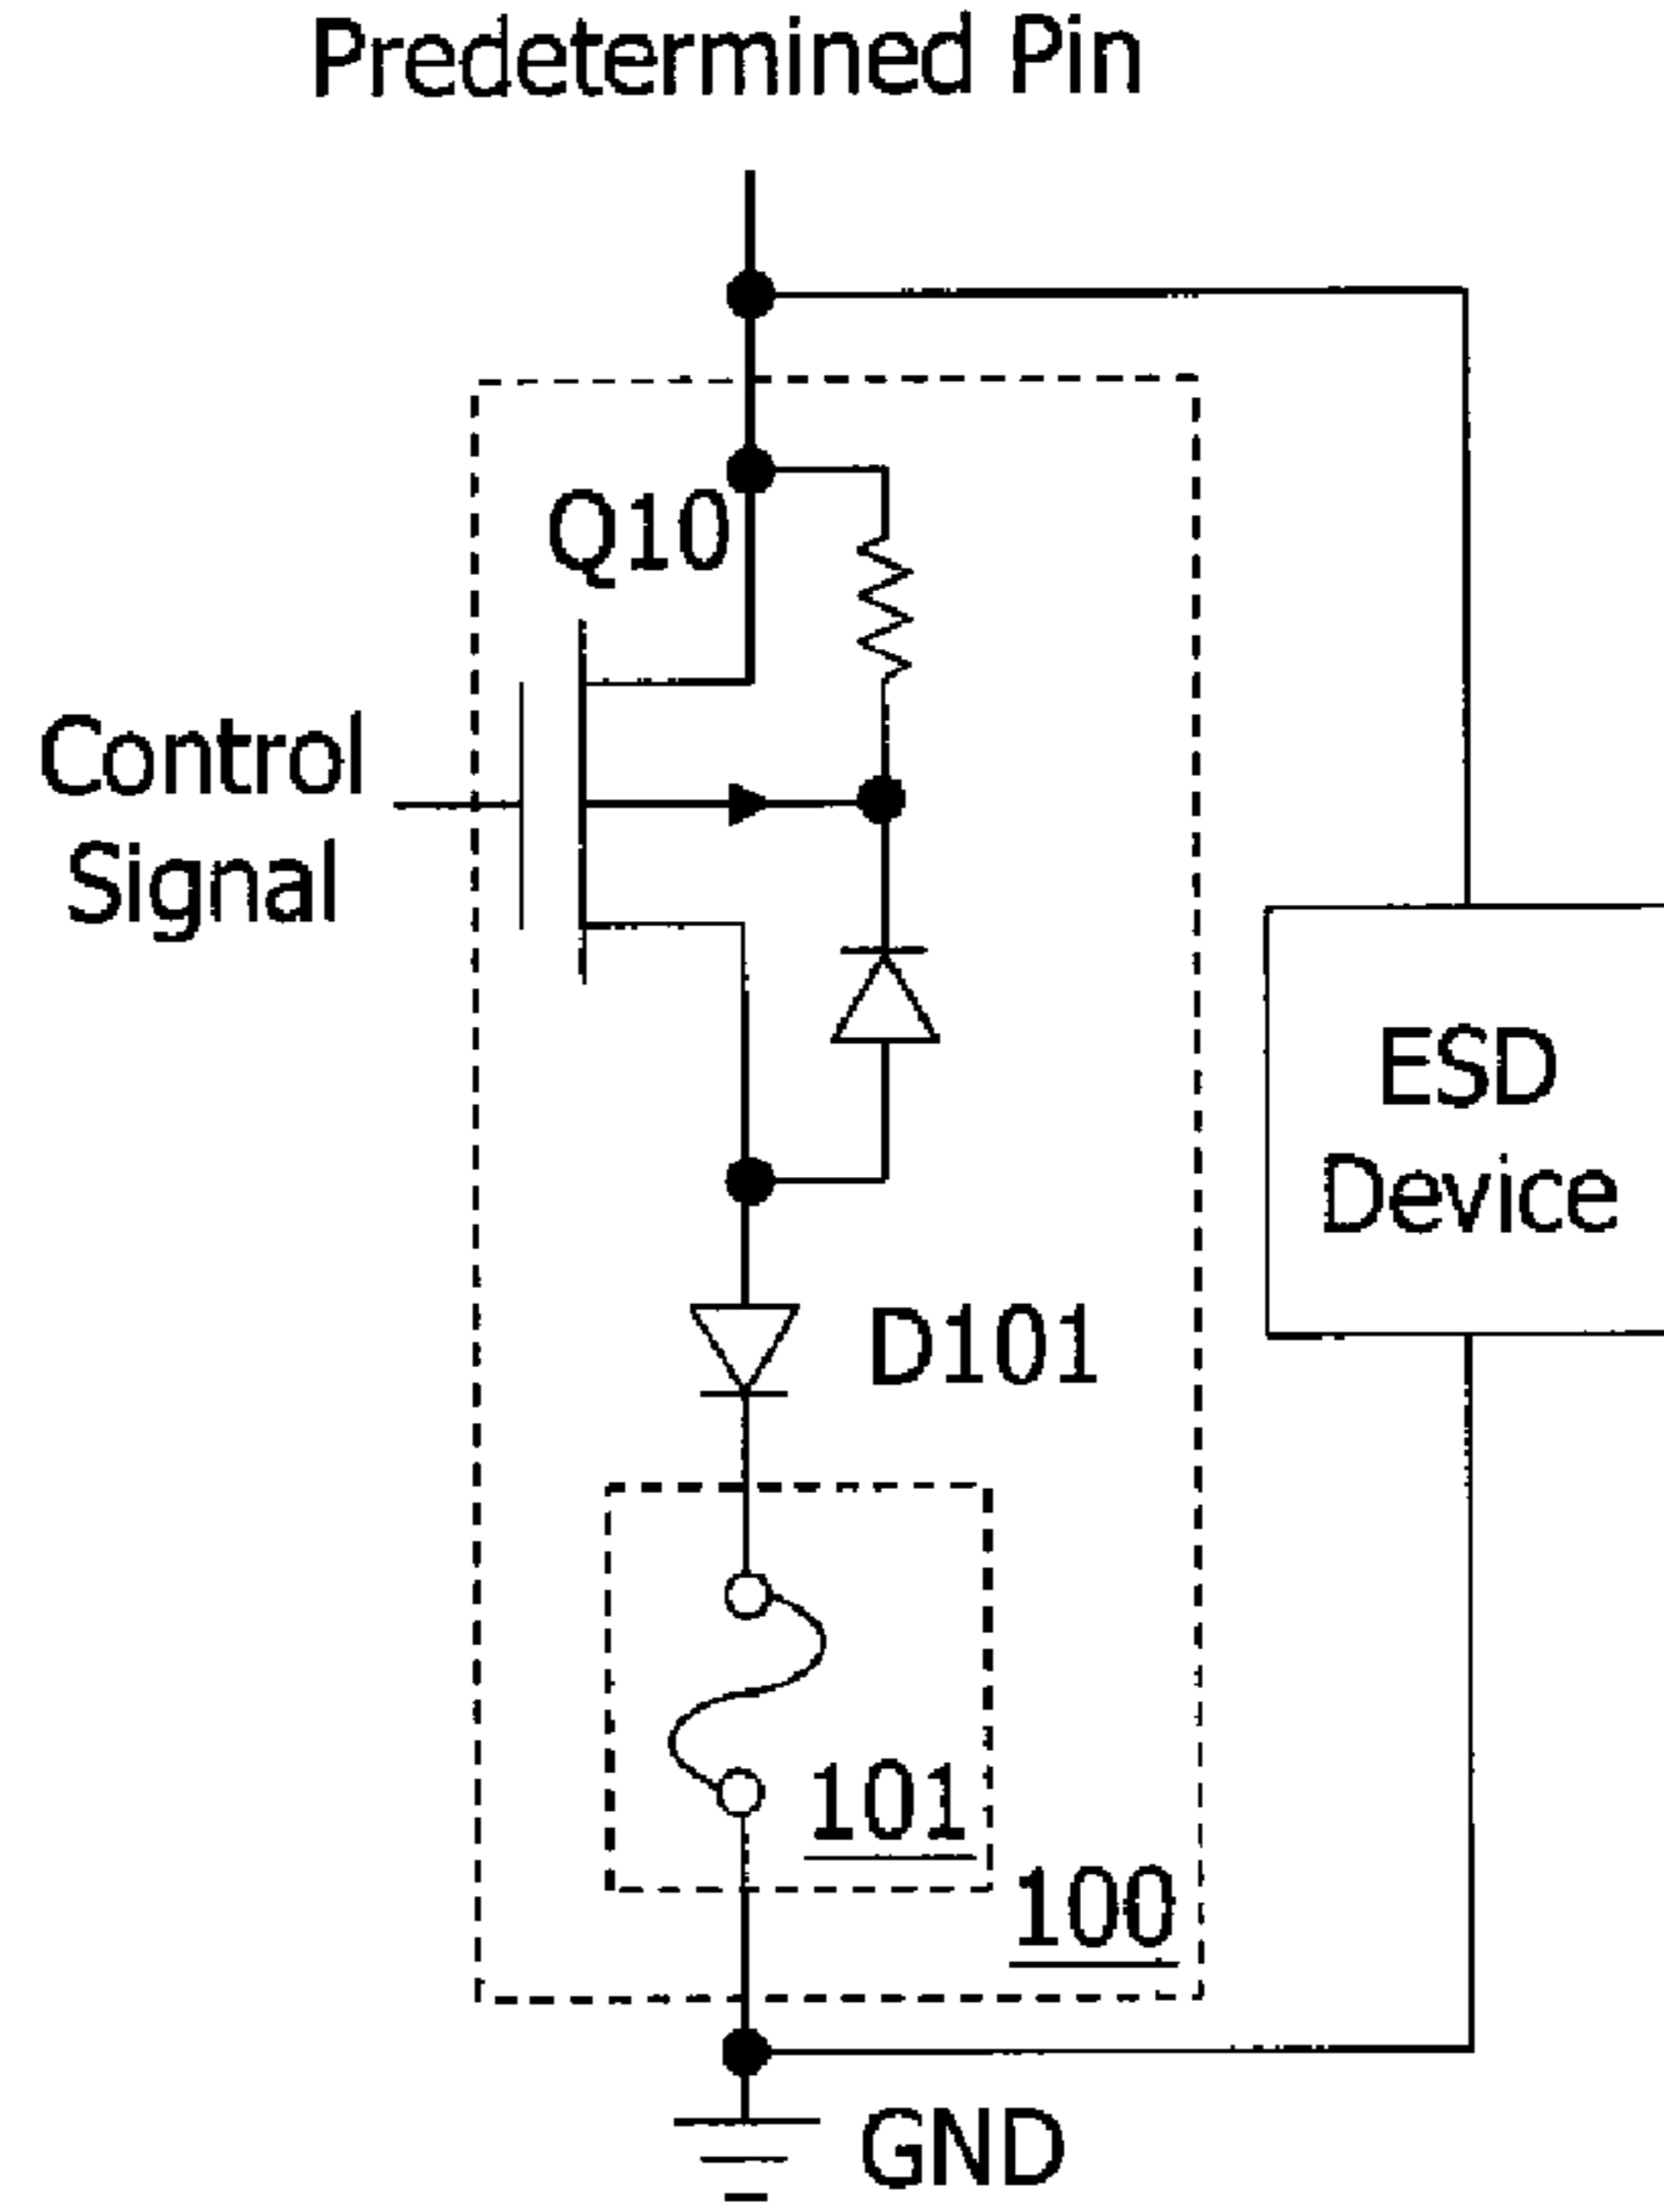 Predetermined Pin
Q10
Control
Signal
ESD
Device
D101
101
100
GND